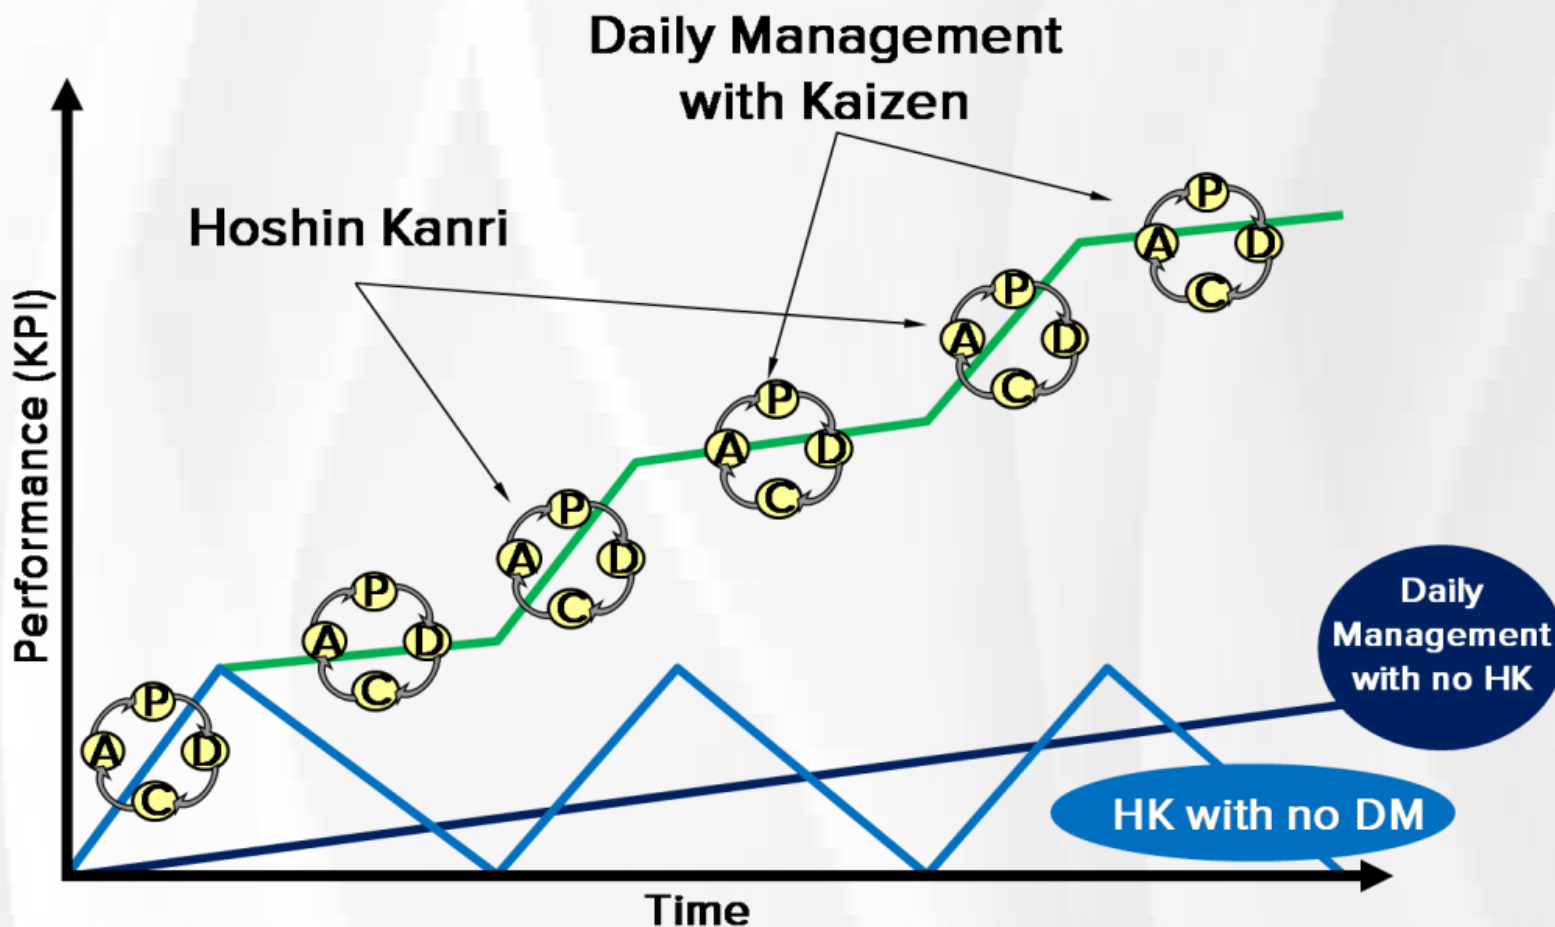 Daily Management
with Kaizen
Hoshin Kanri
Performance (KPI)
P
A
D
C
P
A
D
C
P
A
D
C
P
A
D
C
P
A
D
C
P
A
D
C
Daily
Management
with no HK
HK with no DM
Time